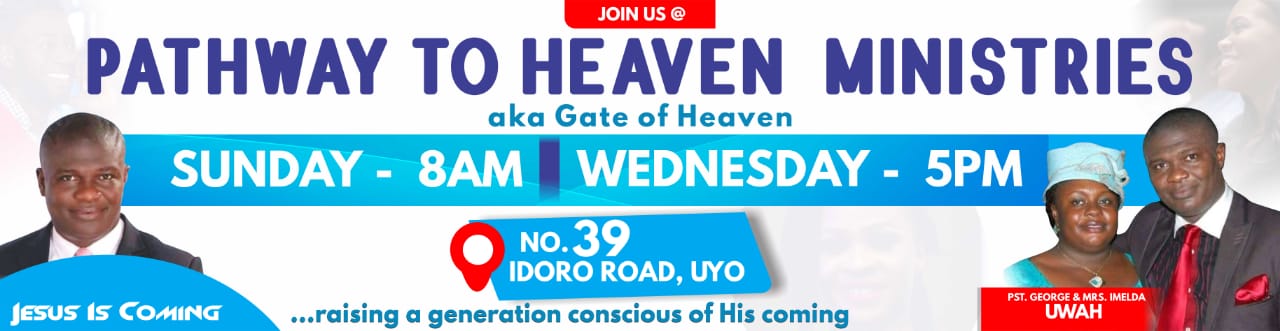 JOIN US @
PATHWAY TO HEAVEN MINISTRIES
aka Gate of Heaven
SUNDAY - 8AM WEDNESDAY - 5PM
NO. 39
IDORO ROAD, UYO
PST. GEORGE & MRS. IMELDA
UWAH
JESUS IS COMING
...raising a generation conscious of His coming